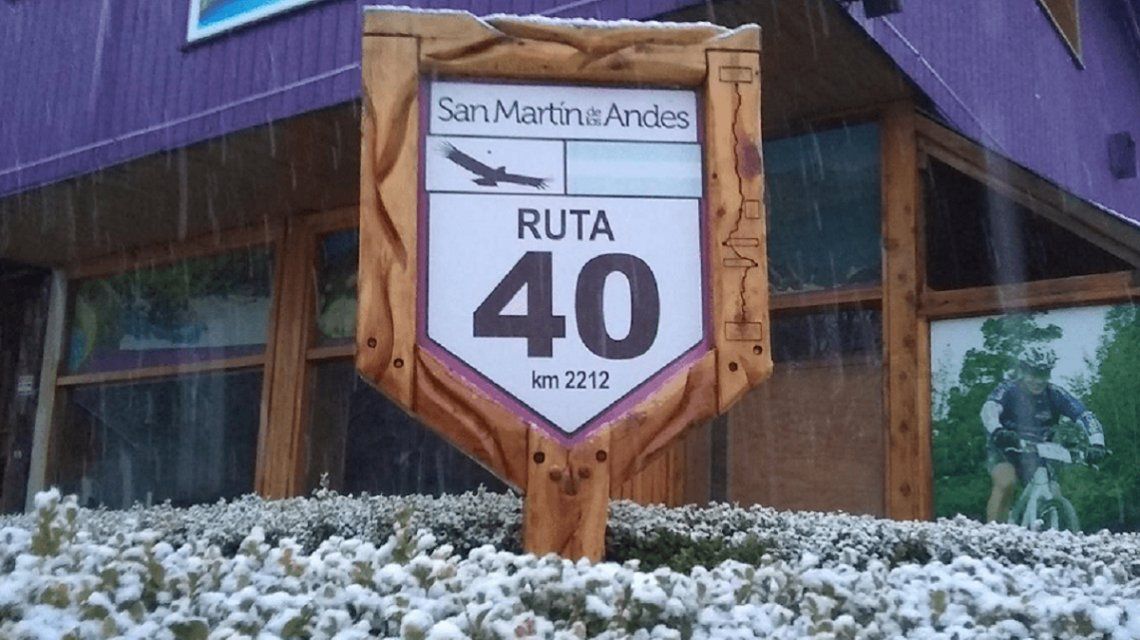 San Martín de los Andes
RUTA
40
km 2212